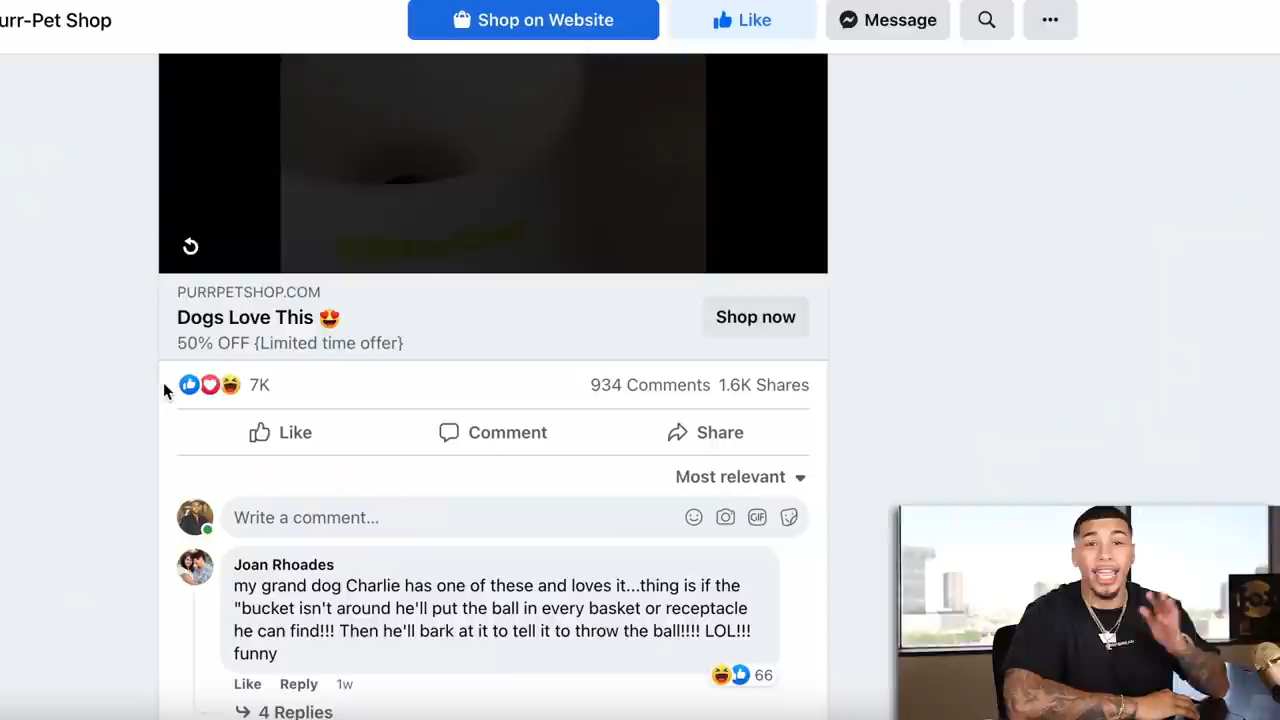 urr-Pet Shop
Shop on Website
Like
Message
PURRPETSHOP.COM
Dogs Love This 😍
50% OFF {Limited time offer}
Shop now
7K
934 Comments 1.6K Shares
Like
Comment
Share
Most relevant
Write a comment...
GIF
Joan Rhoades
my grand dog Charlie has one of these and loves it...thing is if the
"bucket isn't around he'll put the ball in every basket or receptacle
he can find!!! Then he'll bark at it to tell it to throw the ball!!!! LOL!!!
funny
66
Like Reply 1w
4 Replies